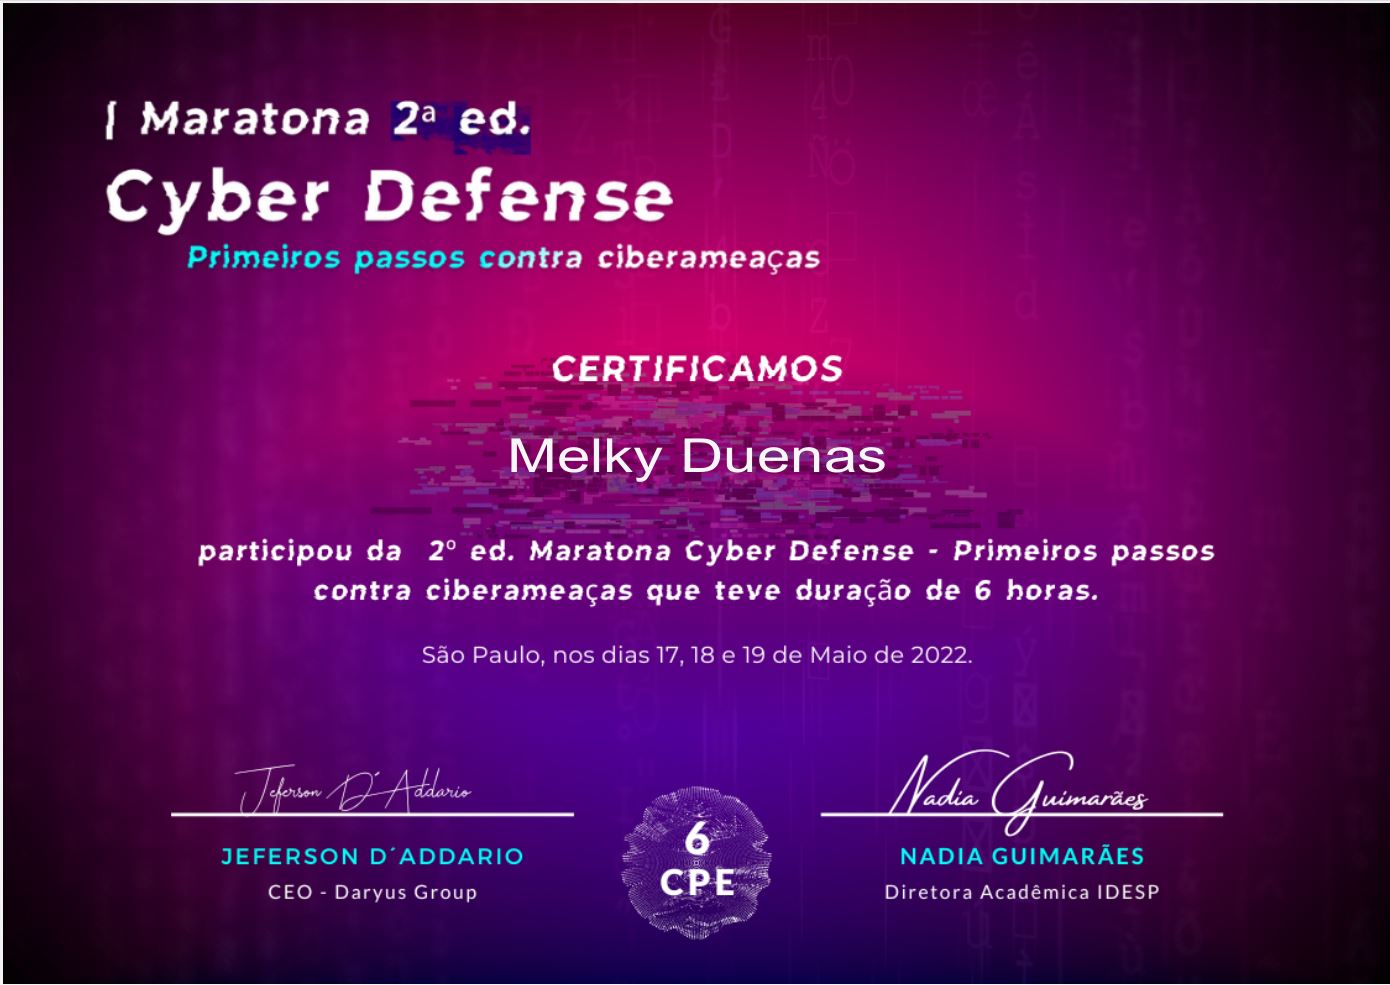 | Maratona 2ª ed.
Cyber Defense
Primeiros passos contra ciberameaças
CERTIFICAMOS
Melky Duenas
participou da 2º ed. Maratona Cyber Defense - Primeiros passos
contra ciberameaças que teve duração de 6 horas.
São Paulo, nos dias 17, 18 e 19 de Maio de 2022.
Jeferson D´Addario
Nadia Guimarães
JEFERSON D´ADDARIO
NADIA GUIMARÃES
CEO - Daryus Group
Diretora Acadêmica IDESP
6
CPE